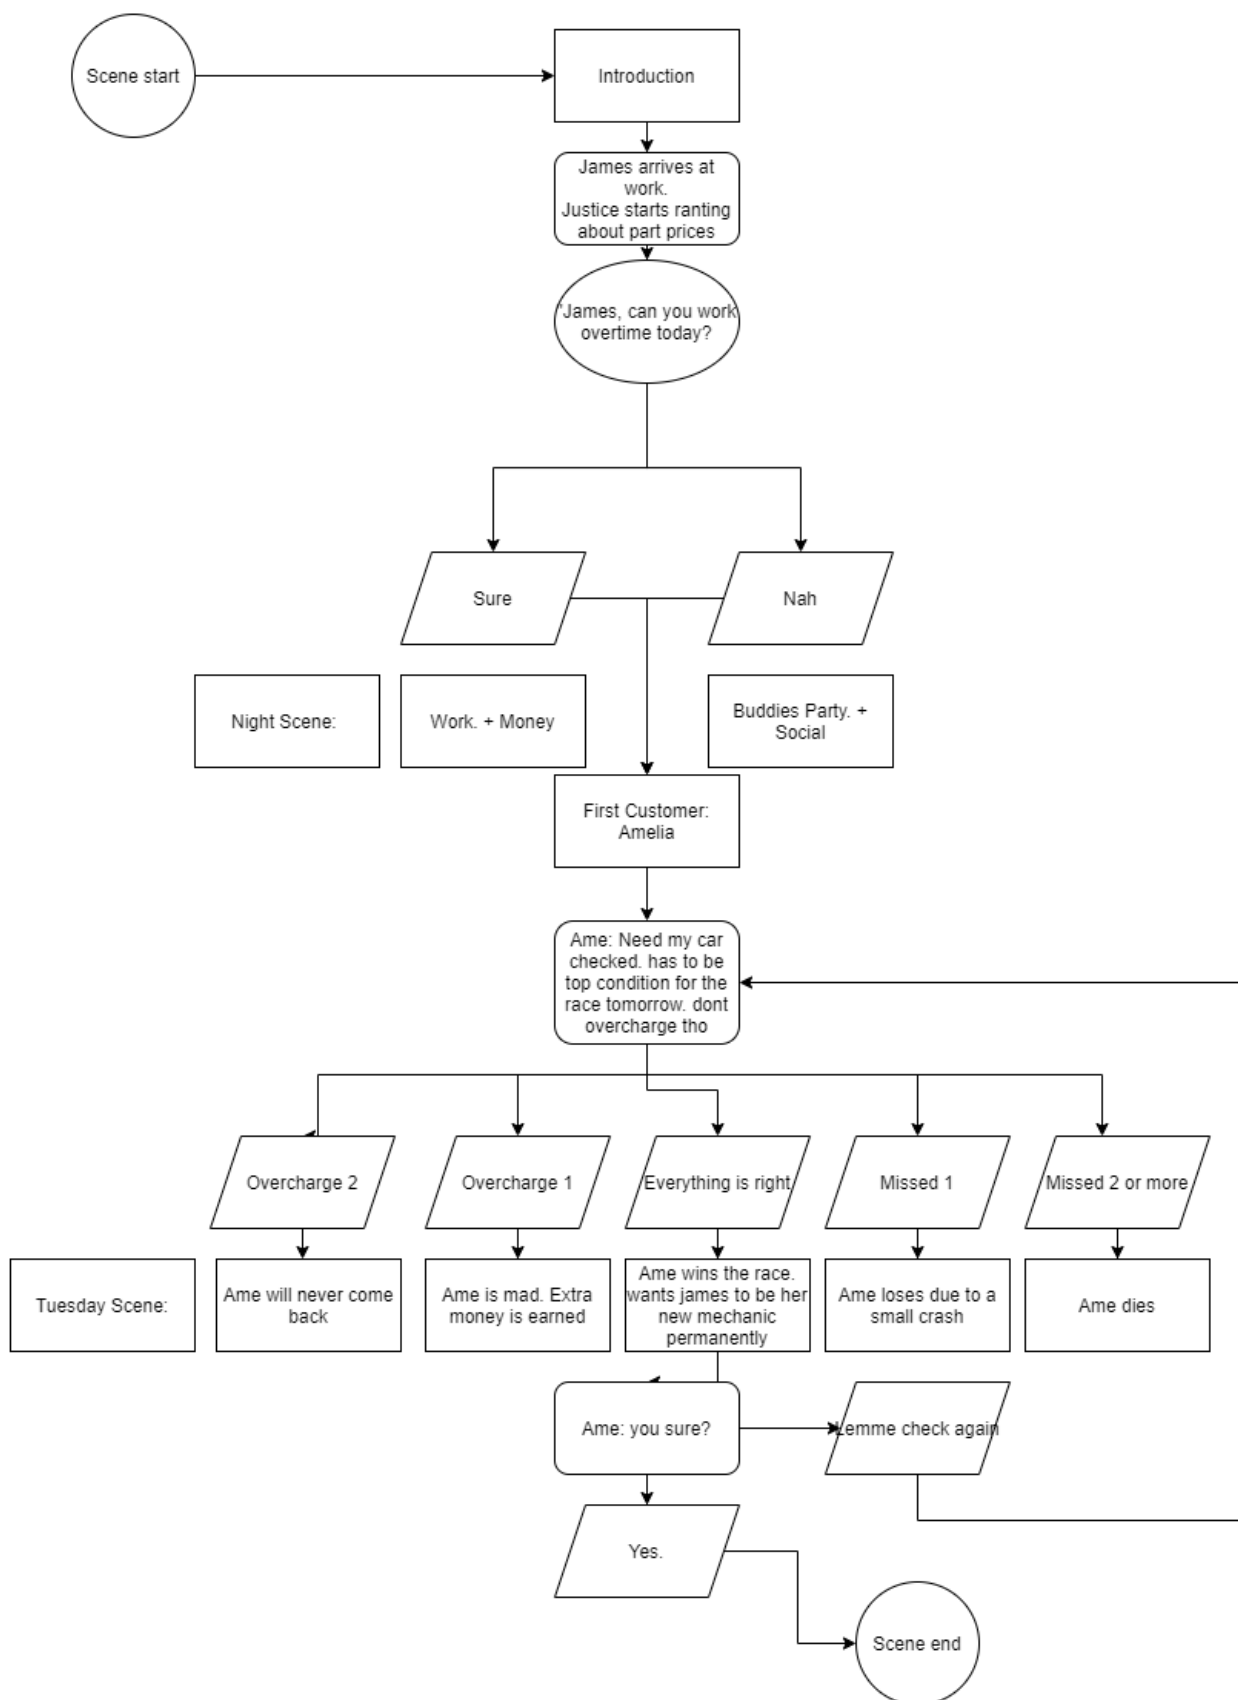 Scene start
Introduction
James arrives at
work.
Justice starts ranting
about part prices
"James, can you work
overtime today?
Sure
Nah
Night Scene:
Work. + Money
Buddies Party. +
Social
First Customer:
Amelia
Ame: Need my car
checked. has to be
top condition for the
race tomorrow. dont
overcharge tho
Overcharge 2
Overcharge 1
Everything is right
Missed 1
Missed 2 or more
Tuesday Scene:
Ame will never come
back
Ame is mad. Extra
money is earned
Ame wins the race.
wants james to be her
new mechanic
permanently
Ame loses due to a
small crash
Ame dies
Ame: you sure?
Lemme check again
Yes.
Scene end